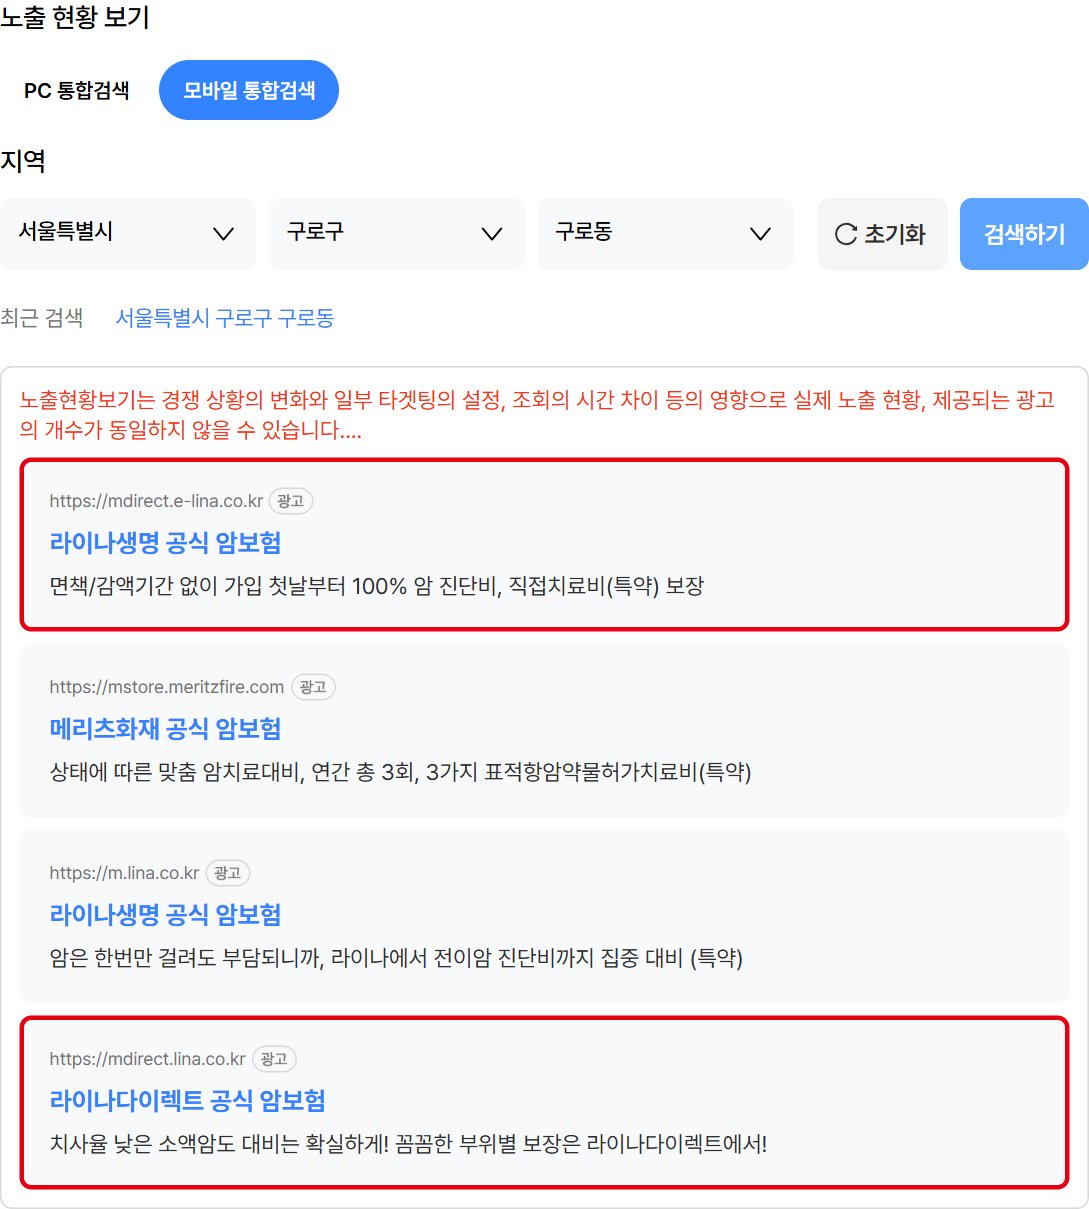 노출 현황 보기
PC 통합검색
모바일 통합검색
지역
서울특별시
구로구
구로동
초기화
검색하기
최근 검색
서울특별시 구로구 구로동
노출현황보기는 경쟁 상황의 변화와 일부 타겟팅의 설정, 조회의 시간 차이 등의 영향으로 실제 노출 현황, 제공되는 광고
의 개수가 동일하지 않을 수 있습니다....
https://mdirect.e-lina.co.kr 광고
라이나생명 공식 암보험
면책/감액기간 없이 가입 첫날부터 100% 암 진단비, 직접치료비(특약) 보장
https://mstore.meritzfire.com 광고
메리츠화재 공식 암보험
상태에 따른 맞춤 암치료대비, 연간 총 3회, 3가지 표적항암약물허가치료비(특약)
https://m.lina.co.kr 광고
라이나생명 공식 암보험
암은 한번만 걸려도 부담되니까, 라이나에서 전이암 진단비까지 집중 대비 (특약)
https://mdirect.lina.co.kr 광고
라이나다이렉트 공식 암보험
치사율 낮은 소액암도 대비는 확실하게! 꼼꼼한 부위별 보장은 라이나다이렉트에서!